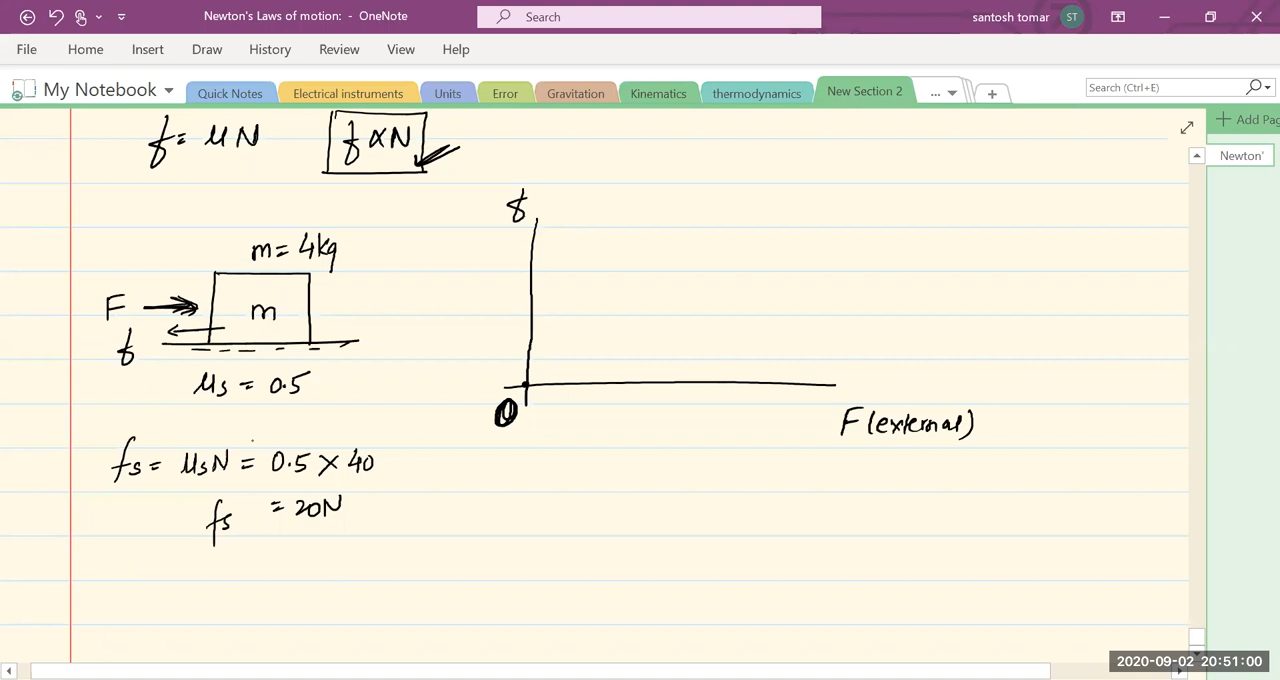 Newton's Laws of motion: - OneNote
Search
santosh tomar
ST
File Home Insert Draw History Review View Help
My Notebook
Quick Notes Electrical instruments Units Error Gravitation Kinematics thermodynamics New Section 2 ...
Search (Ctrl+E)
Add Pag
Newton'
f = μN
f ∝ N
f
m = 4kg
F
m
f
μs = 0.5
0
F (external)
fs = μsN = 0.5 × 40
fs = 20N
2020-09-02 20:51:00